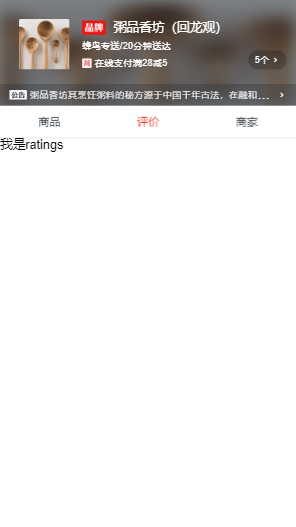 品牌 粥品香坊（回龙观）
蜂鸟专送/20分钟送达
减 在线支付满28减5
5个 >
公告 粥品香坊其烹饪粥料的秘方源于中国千年古法，在融和... >
商品 评价 商家
我是ratings